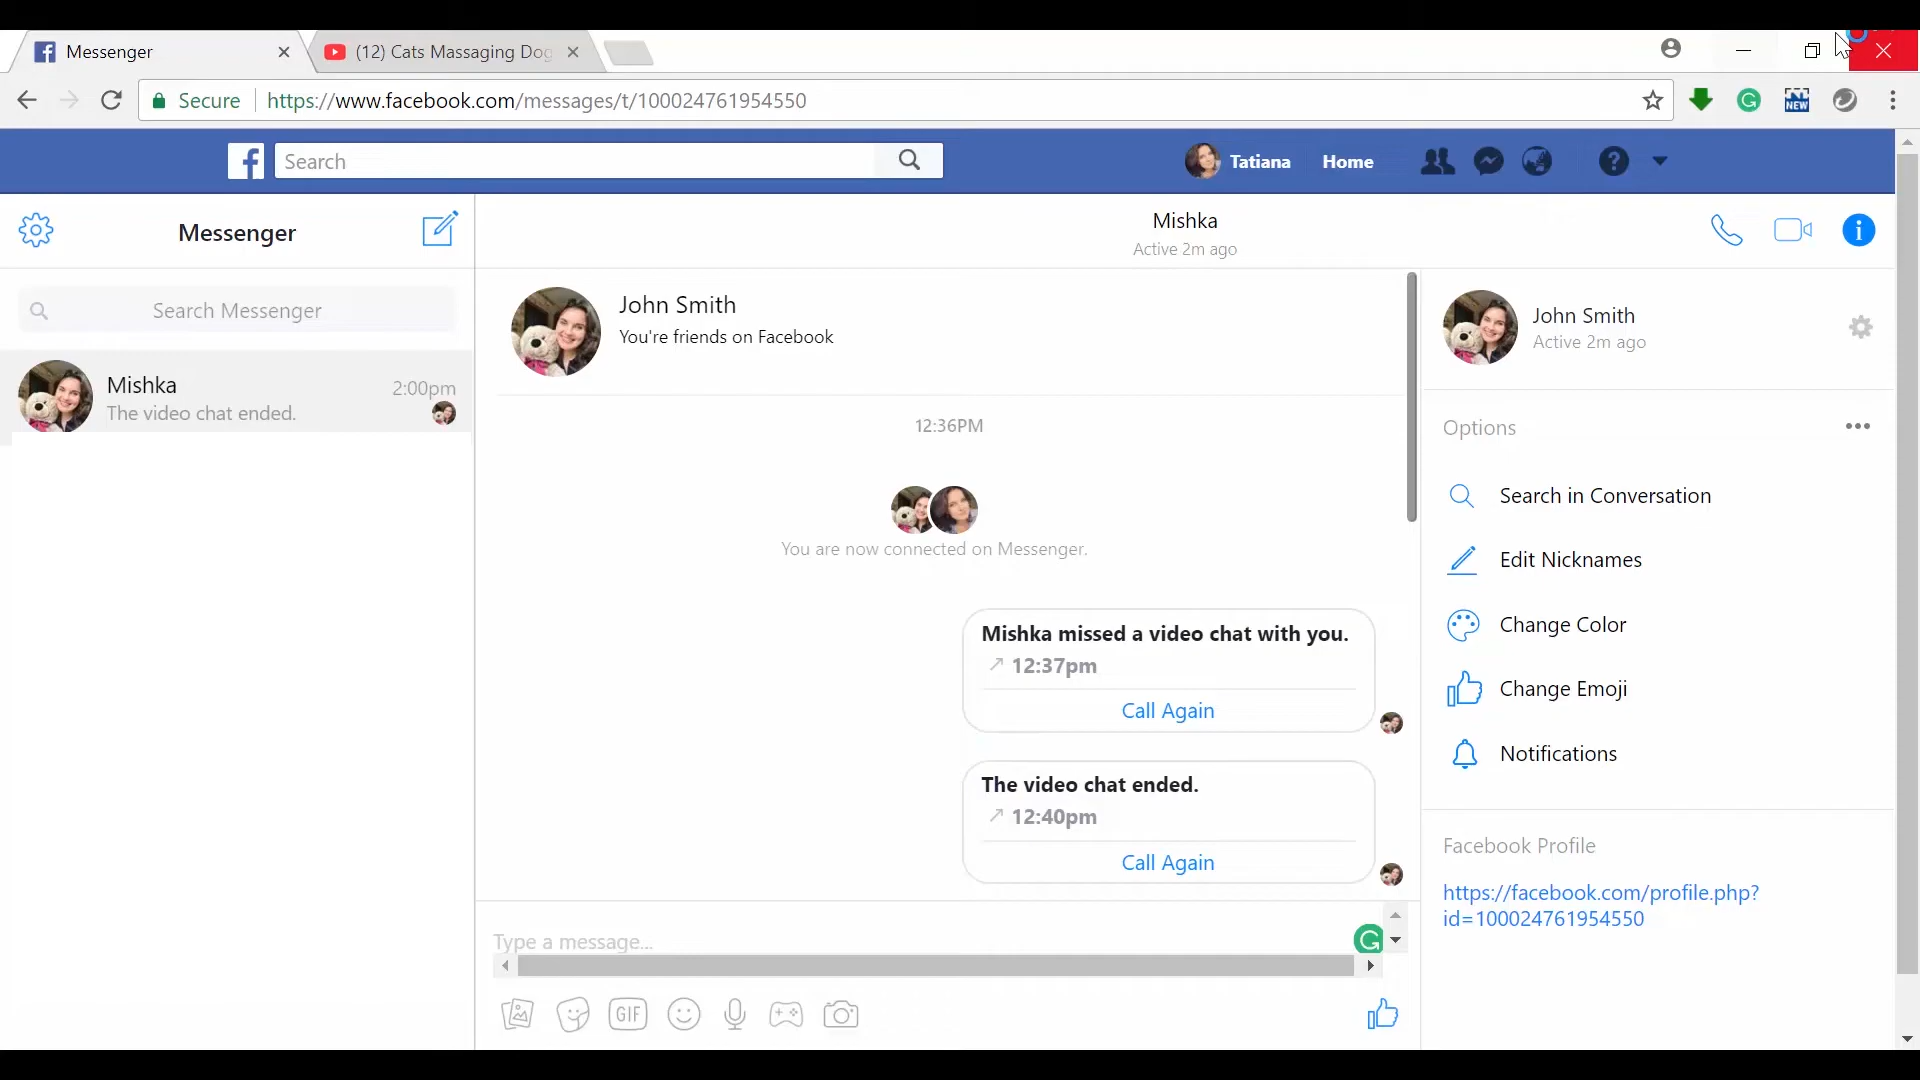 Messenger
(12) Cats Massaging Dog
Secure
https://www.facebook.com/messages/t/100024761954550
NEW
Search
Tatiana
Home
Messenger
Mishka
Active 2m ago
Search Messenger
Mishka
2:00pm
The video chat ended.
John Smith
You're friends on Facebook
12:36PM
You are now connected on Messenger.
Mishka missed a video chat with you.
12:37pm
Call Again
The video chat ended.
12:40pm
Call Again
Type a message...
GIF
John Smith
Active 2m ago
Options
Search in Conversation
Edit Nicknames
Change Color
Change Emoji
Notifications
Facebook Profile
https://facebook.com/profile.php?
id=100024761954550